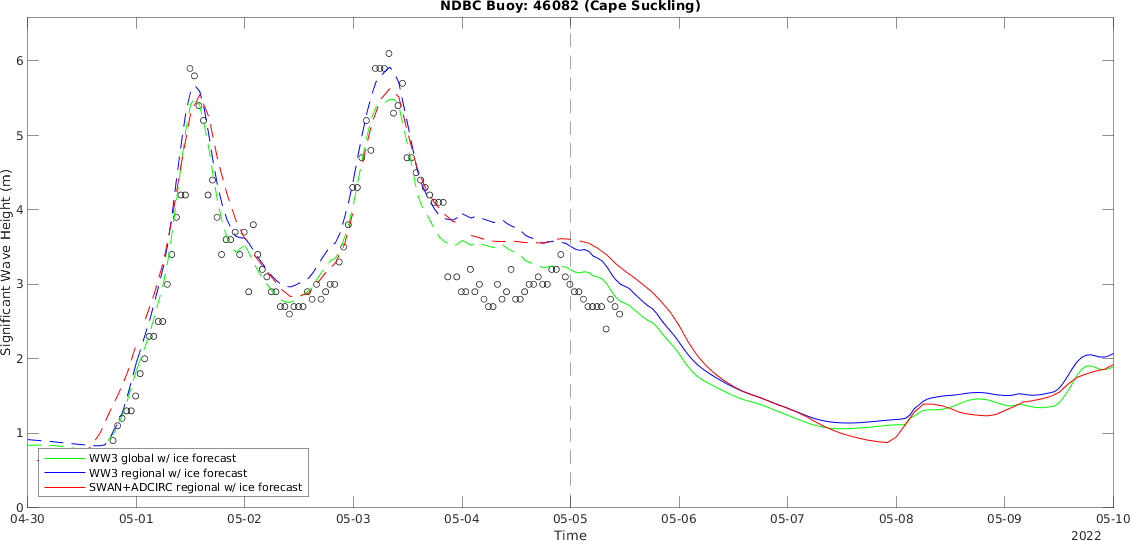 NDBC Buoy: 46082 (Cape Suckling)
Significant Wave Height (m)
6
5
4
3
2
1
0
WW3 global w/ ice forecast
WW3 regional w/ ice forecast
SWAN+ADCIRC regional w/ ice forecast
04-30 05-01 05-02 05-03 05-04 05-05 05-06 05-07 05-08 05-09 05-10
Time
2022